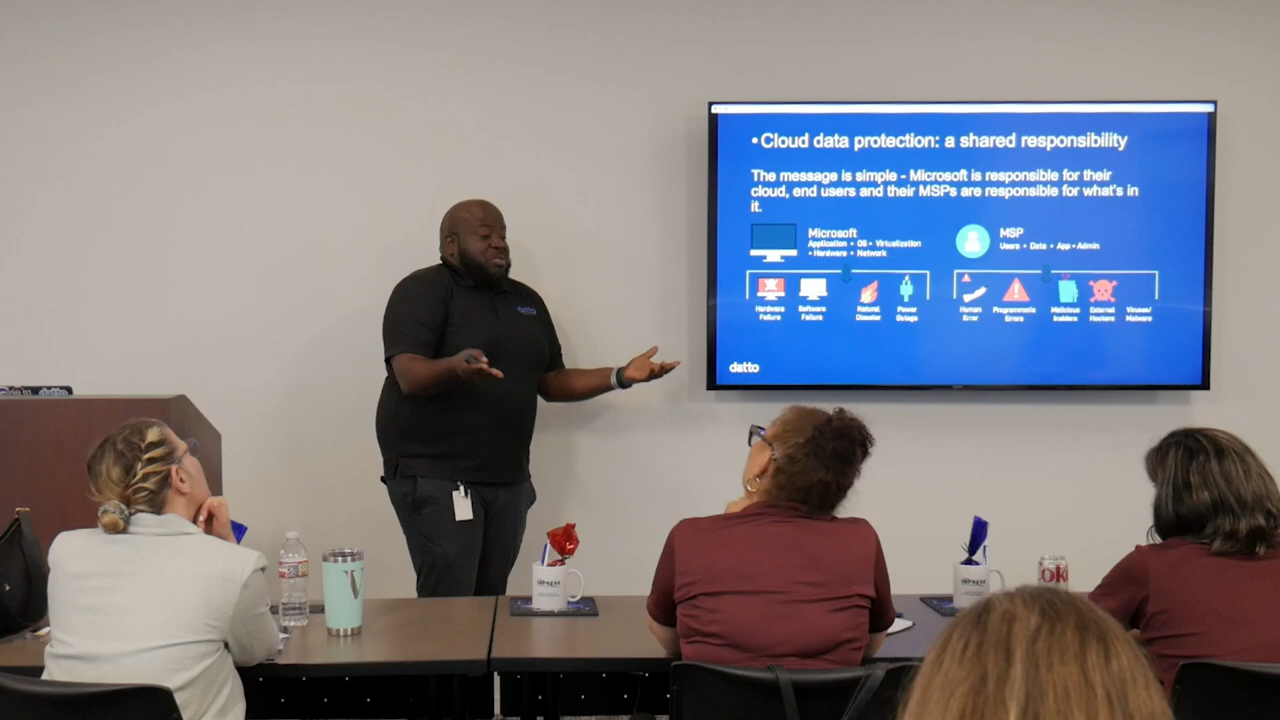 •Cloud data protection: a shared responsibility
The message is simple - Microsoft is responsible for their
cloud, end users and their MSPs are responsible for what's in
it.
Microsoft
Application • OS • Virtualization
• Hardware • Network
MSP
Users • Data • App • Admin
Hardware
Failure
Software
Failure
Natural
Disaster
Power
Outage
Human
Error
Programmatic
Errors
Malicious
Insiders
External
Hackers
Viruses/
Malware
datto
datto
datto
V